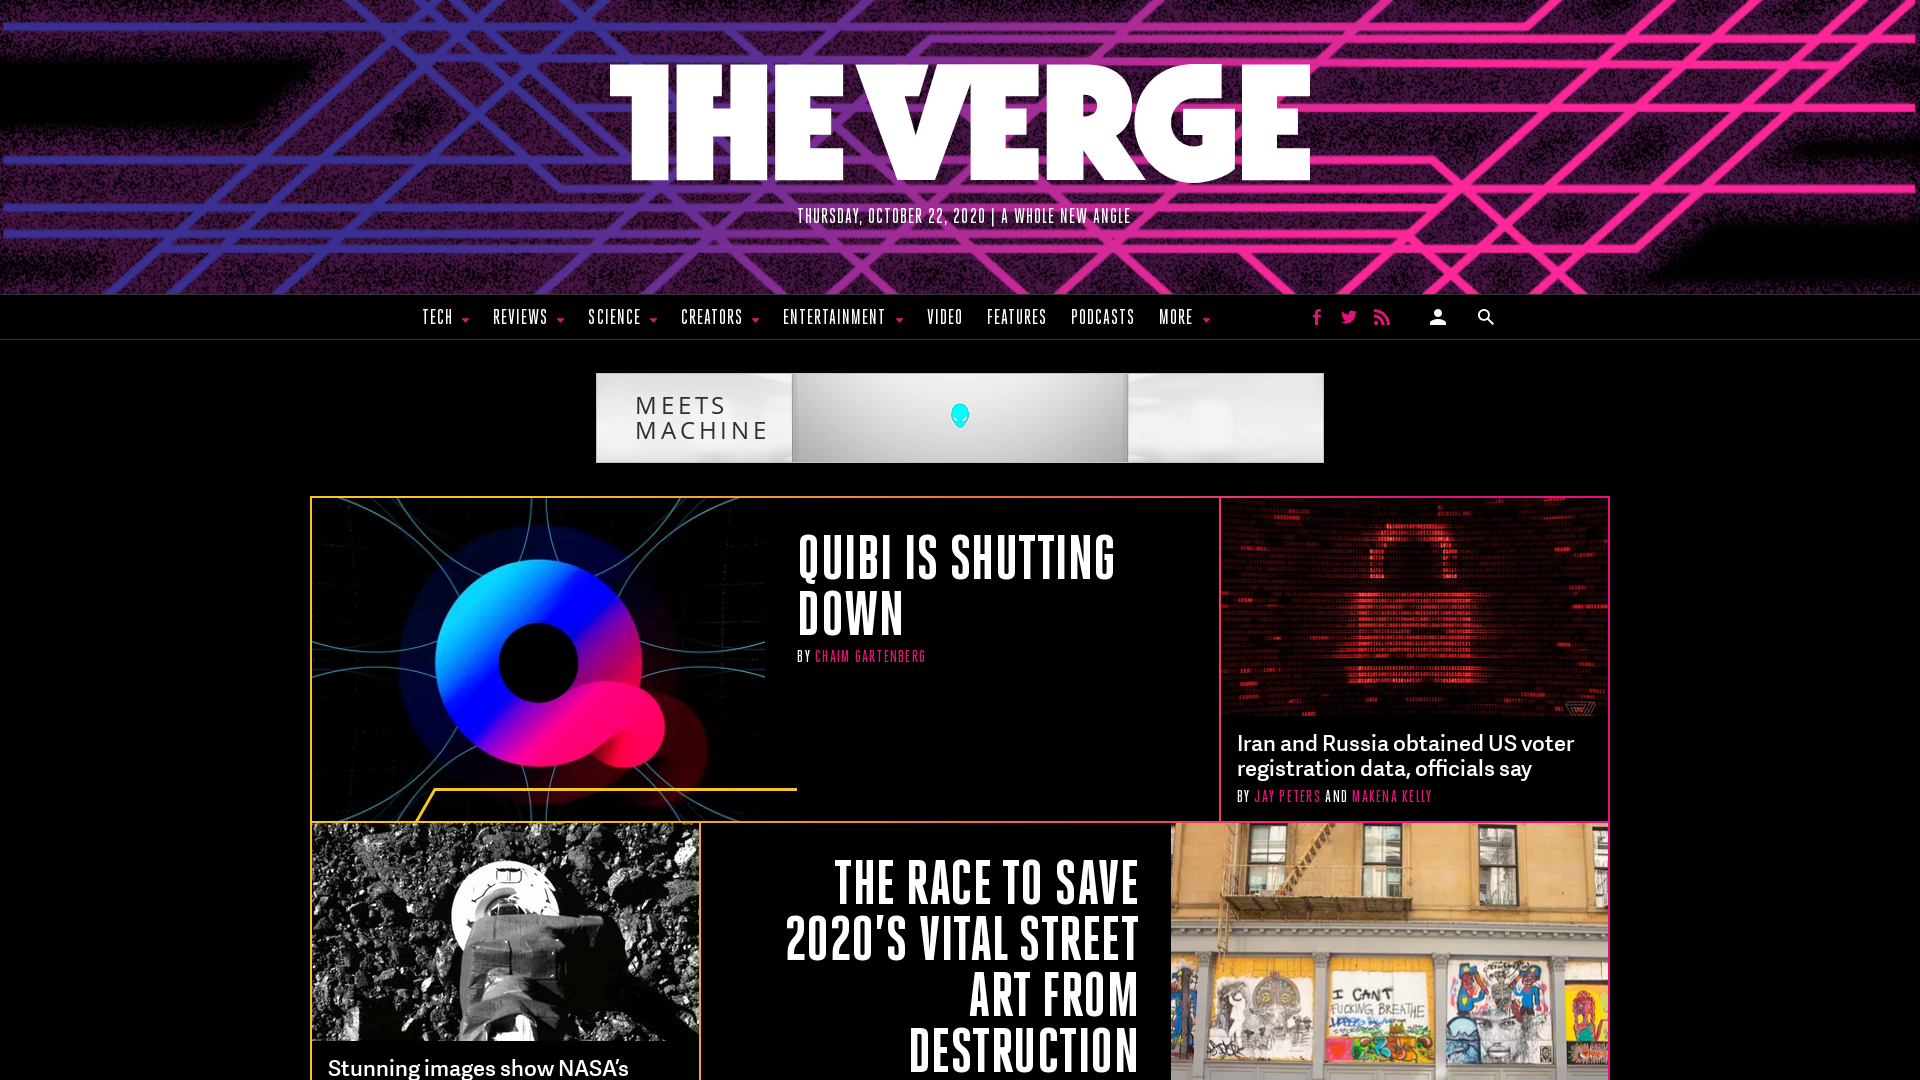 THE VERGE
THURSDAY, OCTOBER 22, 2020 | A WHOLE NEW ANGLE
TECH REVIEWS SCIENCE CREATORS ENTERTAINMENT VIDEO FEATURES PODCASTS MORE
MEETS
MACHINE
QUIBI IS SHUTTING
DOWN
BY CHAIM GARTENBERG
Iran and Russia obtained US voter
registration data, officials say
BY JAY PETERS AND MAKENA KELLY
Stunning images show NASA’s
THE RACE TO SAVE
2020’S VITAL STREET
ART FROM
DESTRUCTION
I CANT
FUCKING BREATHE